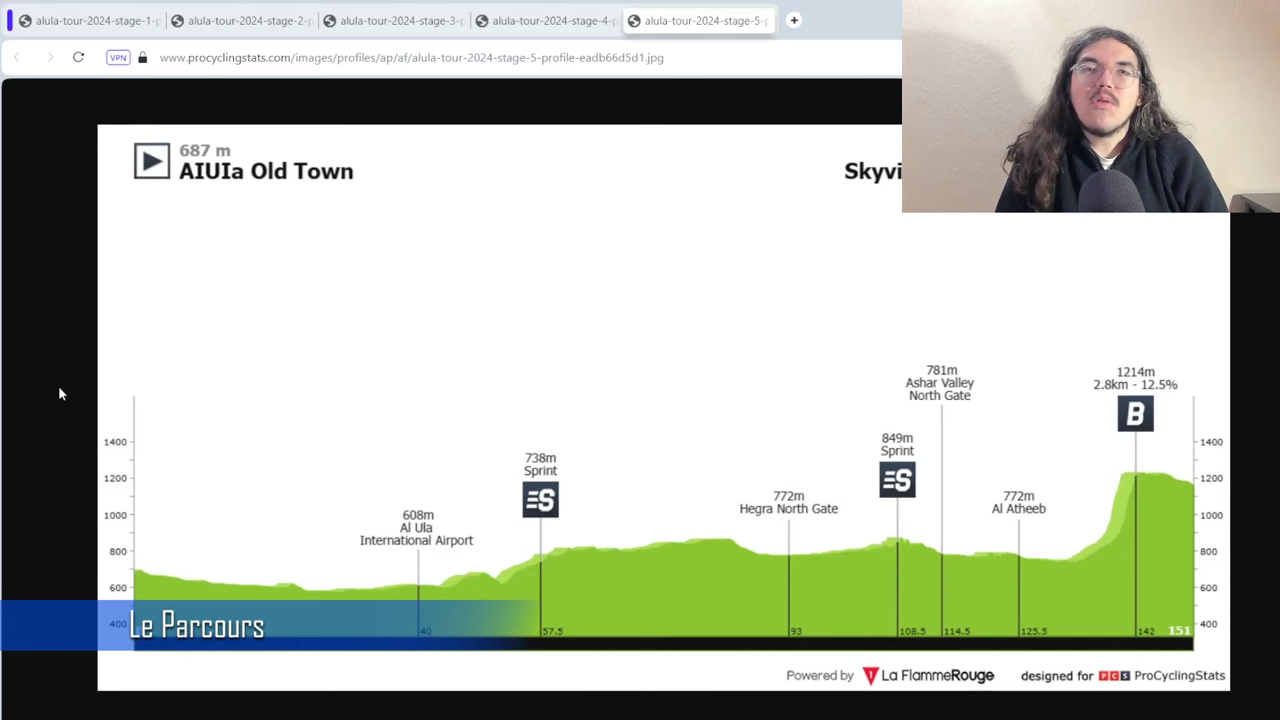 alula-tour-2024-stage-1-p
alula-tour-2024-stage-2-p
alula-tour-2024-stage-3-p
alula-tour-2024-stage-4-p
alula-tour-2024-stage-5-p
VPN
www.procyclingstats.com/images/profiles/ap/af/alula-tour-2024-stage-5-profile-eadb66d5d1.jpg
687 m
AlUla Old Town
Skyvi
781m
Ashar Valley
North Gate
1214m
2.8km - 12.5%
B
849m
Sprint
S
738m
Sprint
S
772m
Hegra North Gate
772m
Al Atheeb
608m
Al Ula
International Airport
1400
1200
1000
800
600
400
1400
1200
1000
800
600
400
Le Parcours
40
57.5
93
108.5
114.5
125.5
142
151
Powered by La FlammeRouge
designed for PCS ProCyclingStats